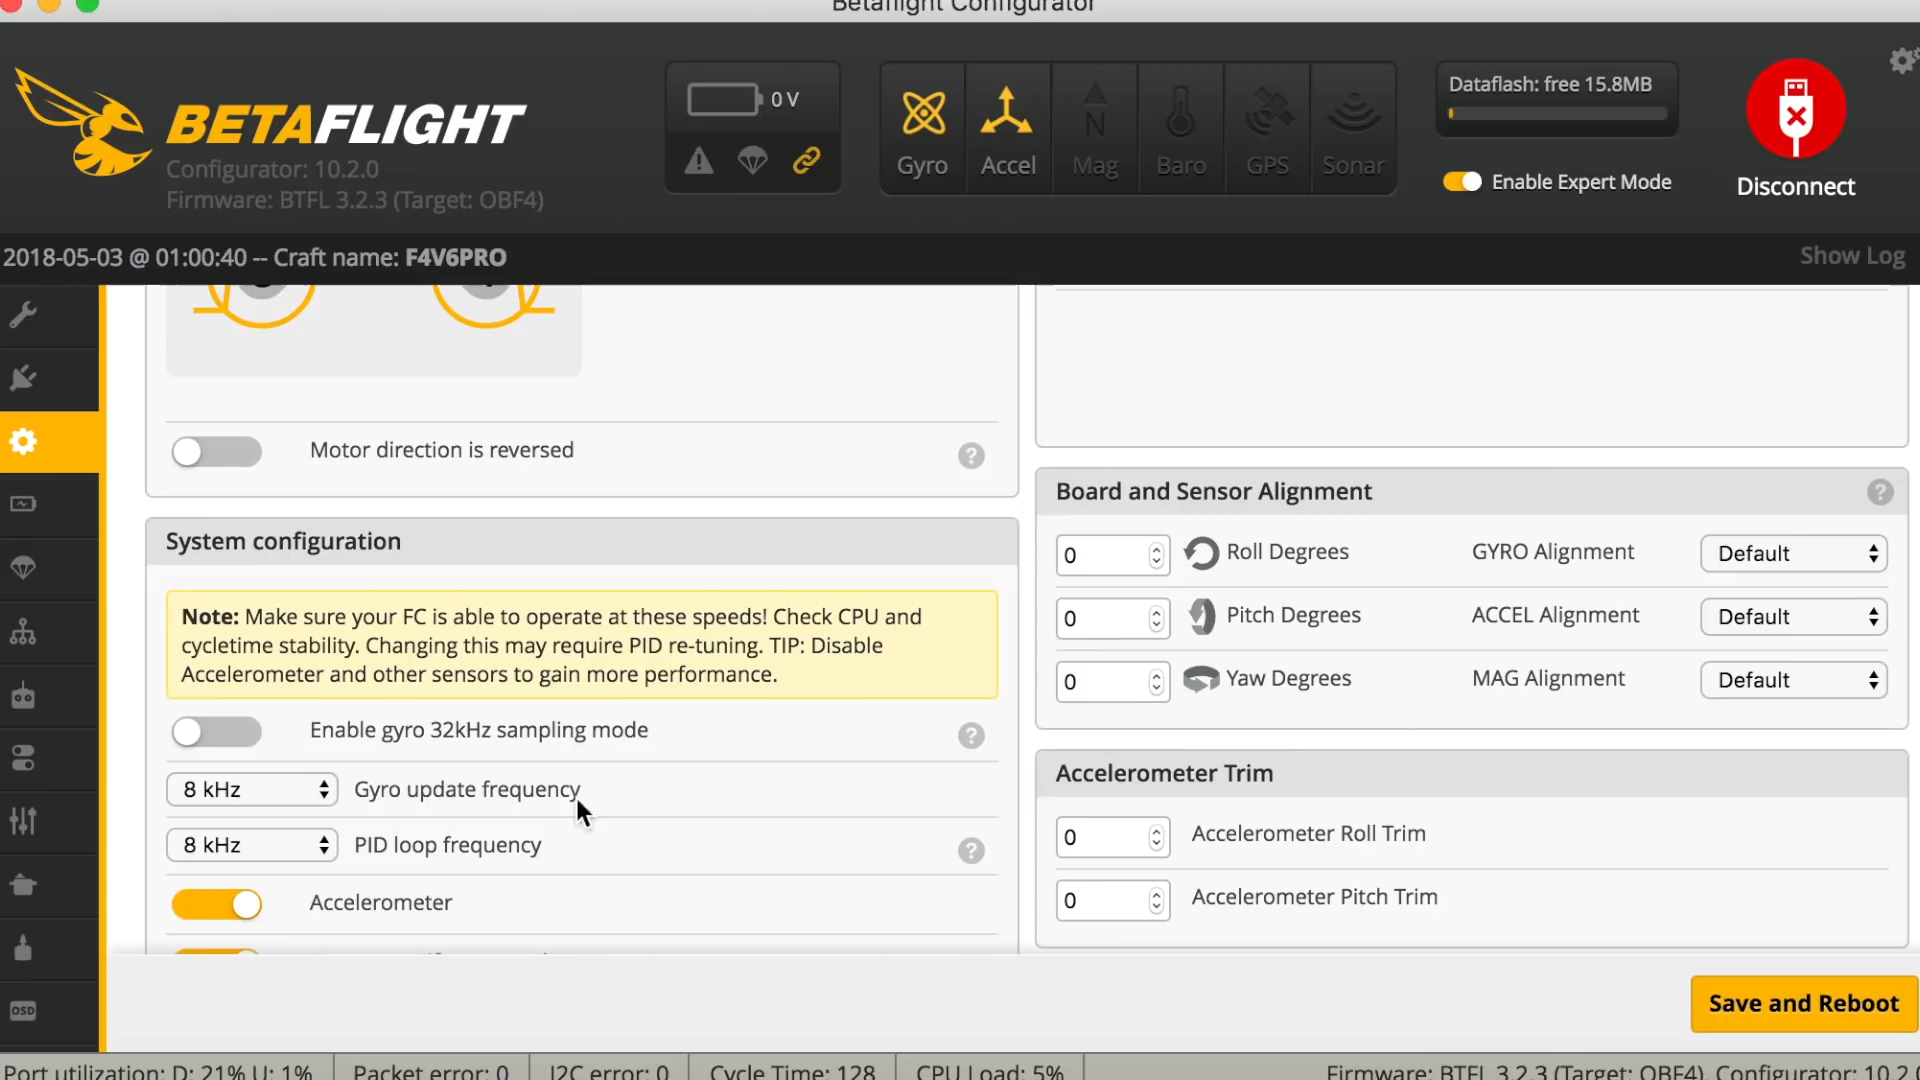 Betaflight Configurator
BETAFLIGHT
Configurator: 10.2.0
Firmware: BTFL 3.2.3 (Target: OBF4)
0 V
Gyro
Accel
N
Mag
Baro
GPS
Sonar
Dataflash: free 15.8MB
Enable Expert Mode
Disconnect
2018-05-03 @ 01:00:40 -- Craft name: F4V6PRO
Show Log
Motor direction is reversed
?
System configuration
Note: Make sure your FC is able to operate at these speeds! Check CPU and
cycletime stability. Changing this may require PID re-tuning. TIP: Disable
Accelerometer and other sensors to gain more performance.
Enable gyro 32kHz sampling mode
?
8 kHz Gyro update frequency
8 kHz PID loop frequency
?
Accelerometer
Board and Sensor Alignment
?
0 Roll Degrees GYRO Alignment Default
0 Pitch Degrees ACCEL Alignment Default
0 Yaw Degrees MAG Alignment Default
Accelerometer Trim
0 Accelerometer Roll Trim
0 Accelerometer Pitch Trim
OSD
Save and Reboot
Port utilization: D: 21% U: 1% Packet error: 0 I2C error: 0 Cycle Time: 128 CPU Load: 5% Firmware: BTFL 3.2.3 (Target: OBF4), Configurator: 10.2.0